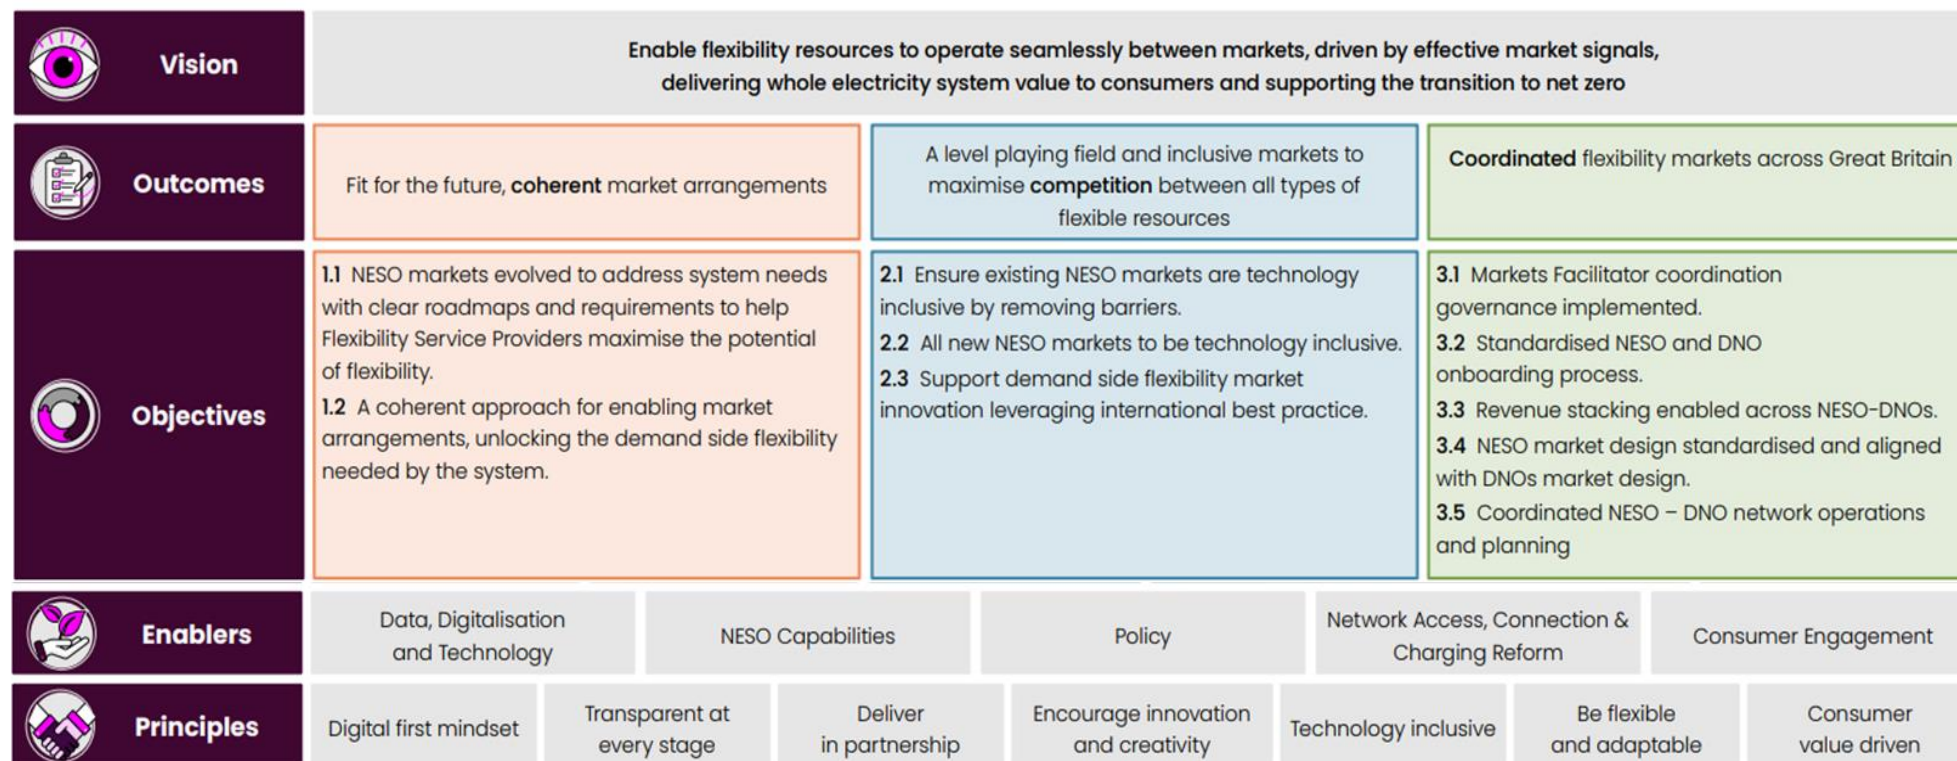 Vision
Enable flexibility resources to operate seamlessly between markets, driven by effective market signals,
delivering whole electricity system value to consumers and supporting the transition to net zero
Outcomes
Fit for the future, coherent market arrangements
A level playing field and inclusive markets to
maximise competition between all types of
flexible resources
Coordinated flexibility markets across Great Britain
Objectives
1.1 NESO markets evolved to address system needs
with clear roadmaps and requirements to help
Flexibility Service Providers maximise the potential
of flexibility.
1.2 A coherent approach for enabling market
arrangements, unlocking the demand side flexibility
needed by the system.
2.1 Ensure existing NESO markets are technology
inclusive by removing barriers.
2.2 All new NESO markets to be technology inclusive.
2.3 Support demand side flexibility market
innovation leveraging international best practice.
3.1 Markets Facilitator coordination
governance implemented.
3.2 Standardised NESO and DNO
onboarding process.
3.3 Revenue stacking enabled across NESO-DNOs.
3.4 NESO market design standardised and aligned
with DNOs market design.
3.5 Coordinated NESO – DNO network operations
and planning
Enablers
Data, Digitalisation
and Technology
NESO Capabilities
Policy
Network Access, Connection &
Charging Reform
Consumer Engagement
Principles
Digital first mindset
Transparent at
every stage
Deliver
in partnership
Encourage innovation
and creativity
Technology inclusive
Be flexible
and adaptable
Consumer
value driven